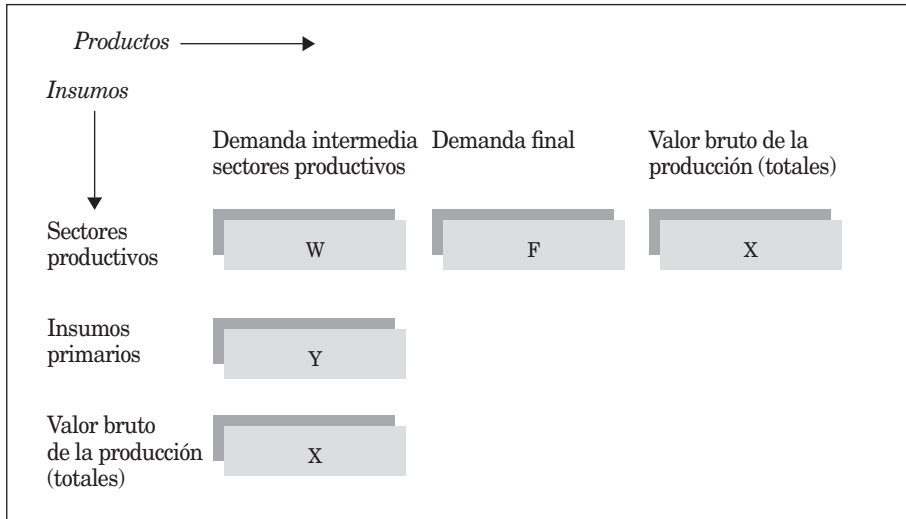 Productos
Insumos
Demanda intermedia
sectores productivos
Demanda final
Valor bruto de la
producción (totales)
Sectores
productivos
W
F
X
Insumos
primarios
Y
Valor bruto
de la producción
(totales)
X